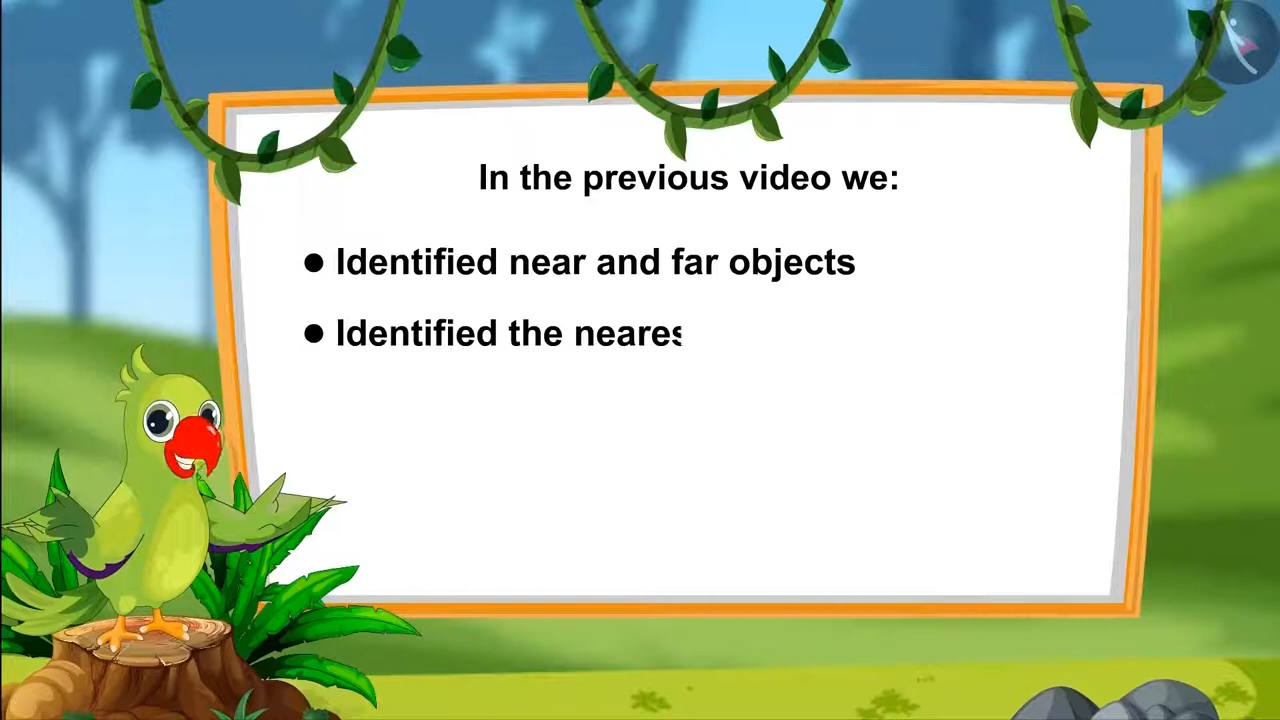 In the previous video we:
● Identified near and far objects
● Identified the neares